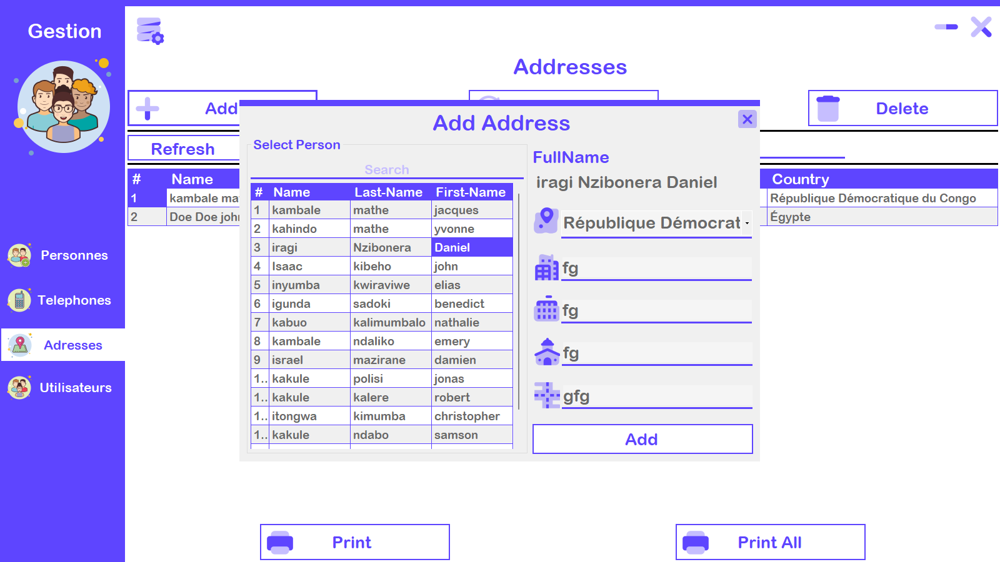 Gestion
Personnes
Telephones
Adresses
Utilisateurs
Addresses
Add
Delete
Refresh
# Name Country
1 kambale République Démocratique du Congo
2 Doe Doe Égypte
Add Address
Select Person
Search
# Name Last-Name First-Name
1 kambale mathe jacques
2 kahindo mathe yvonne
3 iragi Nzibonera Daniel
4 Isaac kibeho john
5 inyumba kwiraviwe elias
6 igunda sadoki benedict
7 kabuo kalimumbalo nathalie
8 kambale ndaliko emery
9 israel mazirane damien
1.. kakule polisi jonas
1.. kakule kalere robert
1.. itongwa kimumba christopher
1.. kakule ndabo samson
FullName
iragi Nzibonera Daniel
République Démocrat
fg
fg
fg
gfg
Add
Print
Print All